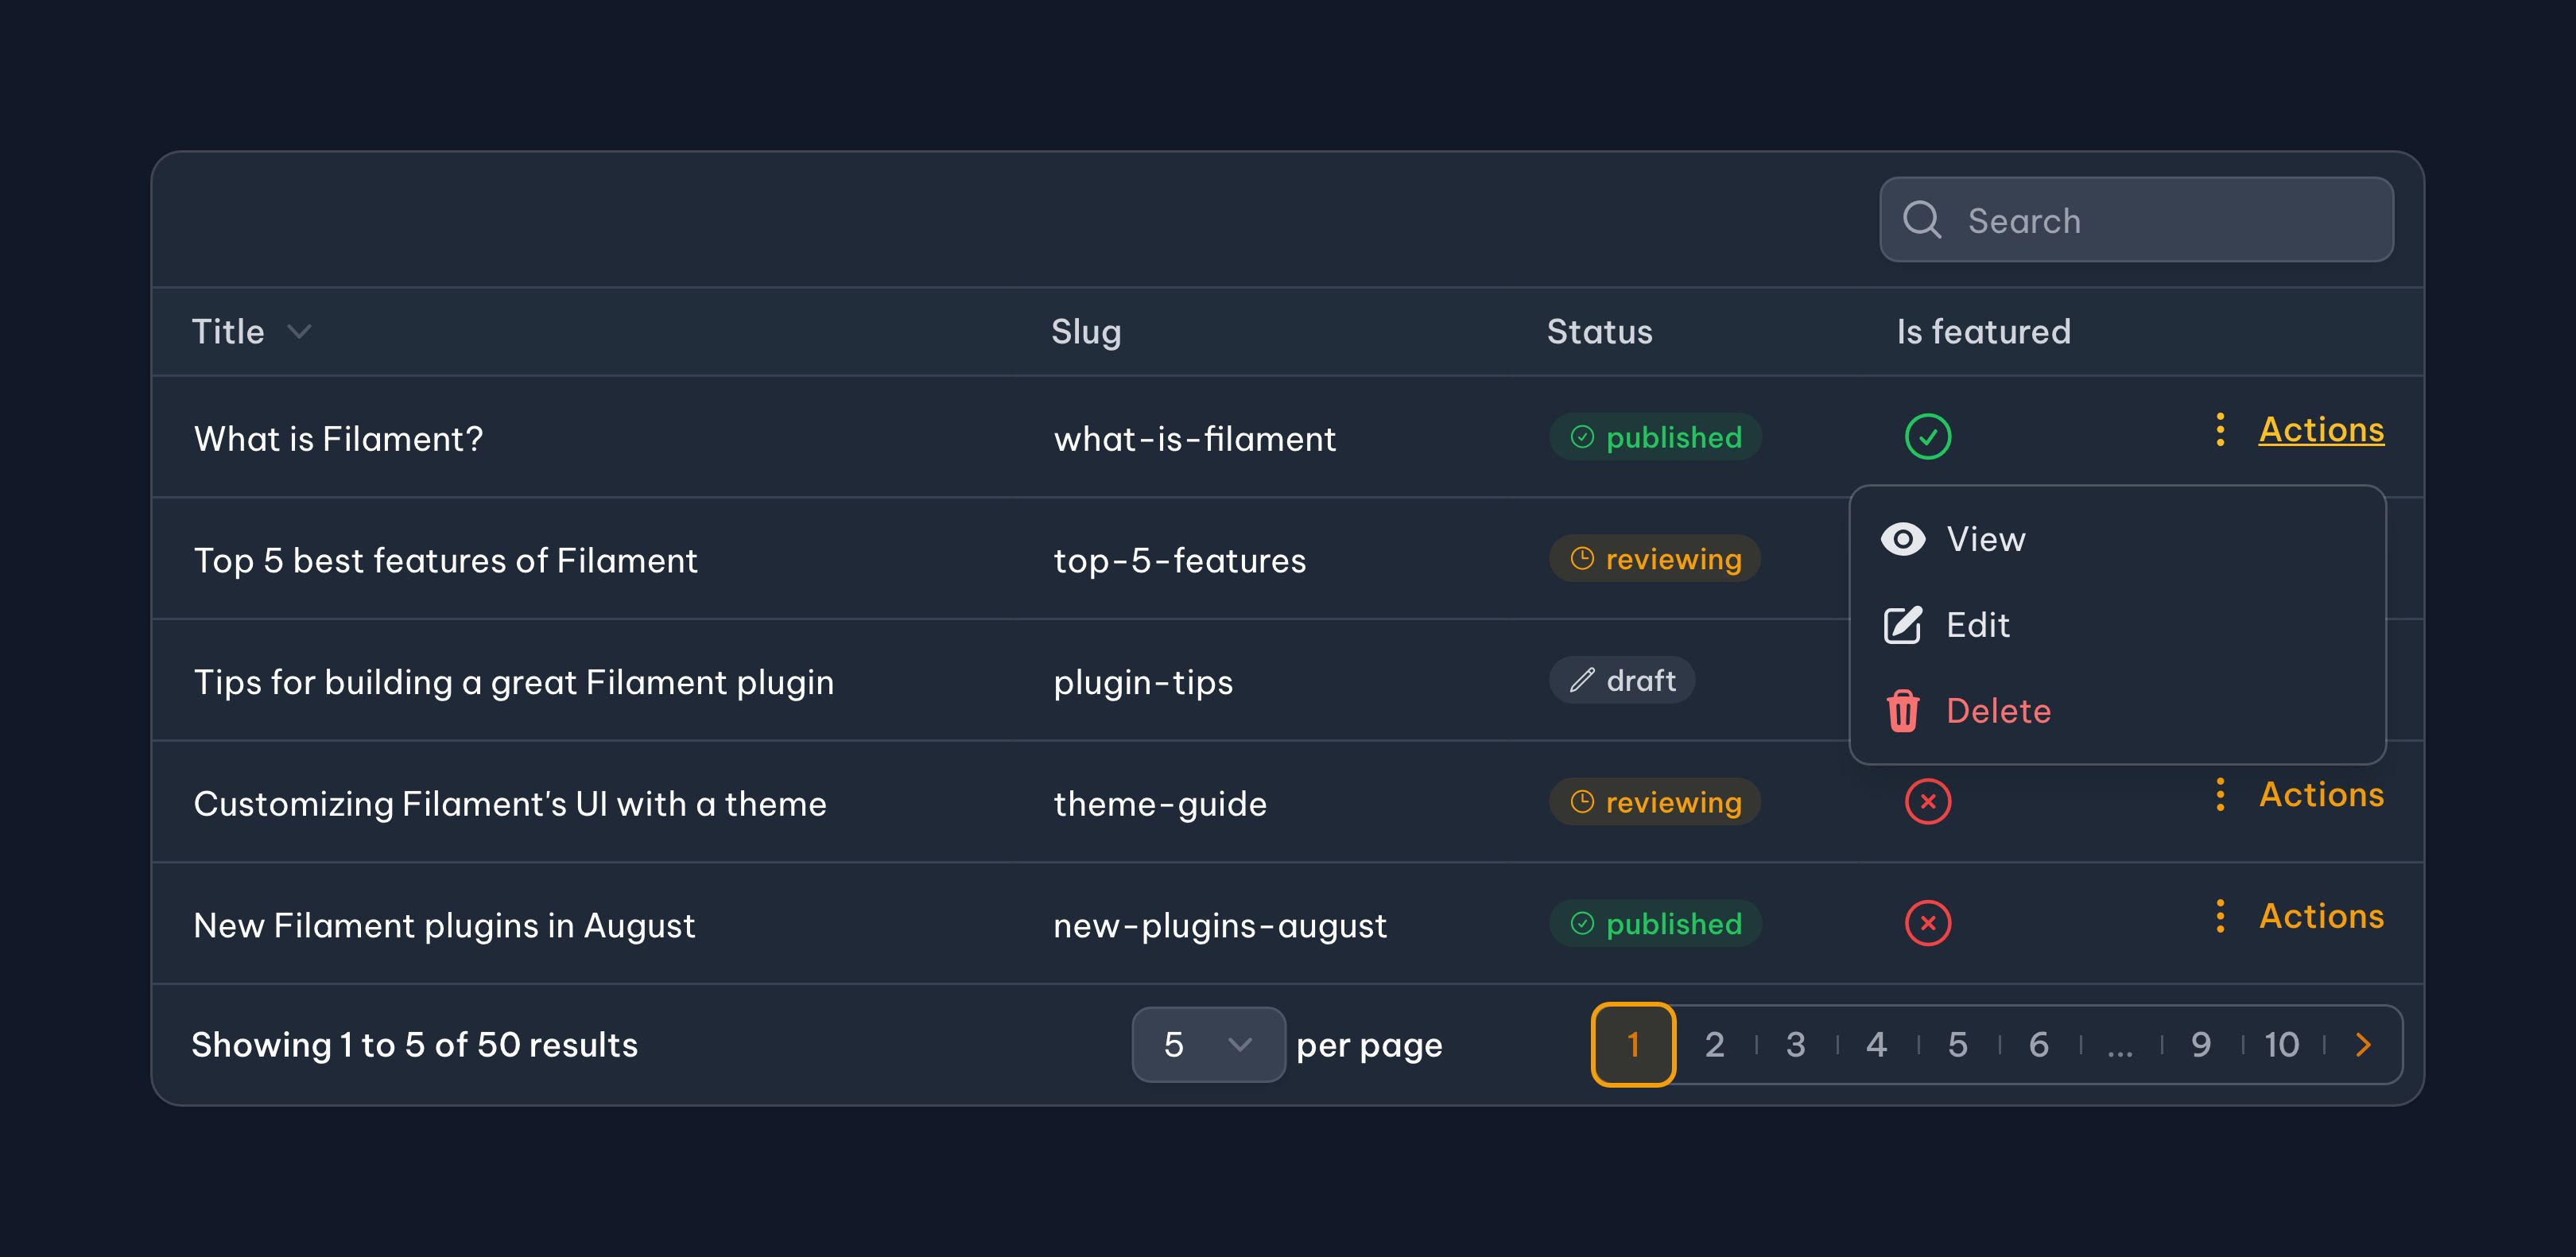 Search
Title Slug Status Is featured
What is Filament? what-is-filament published Actions
Top 5 best features of Filament top-5-features reviewing
View
Edit
Tips for building a great Filament plugin plugin-tips draft
Delete
Customizing Filament's UI with a theme theme-guide reviewing Actions
New Filament plugins in August new-plugins-august published Actions
Showing 1 to 5 of 50 results 5 per page 1 2 3 4 5 6 ... 9 10